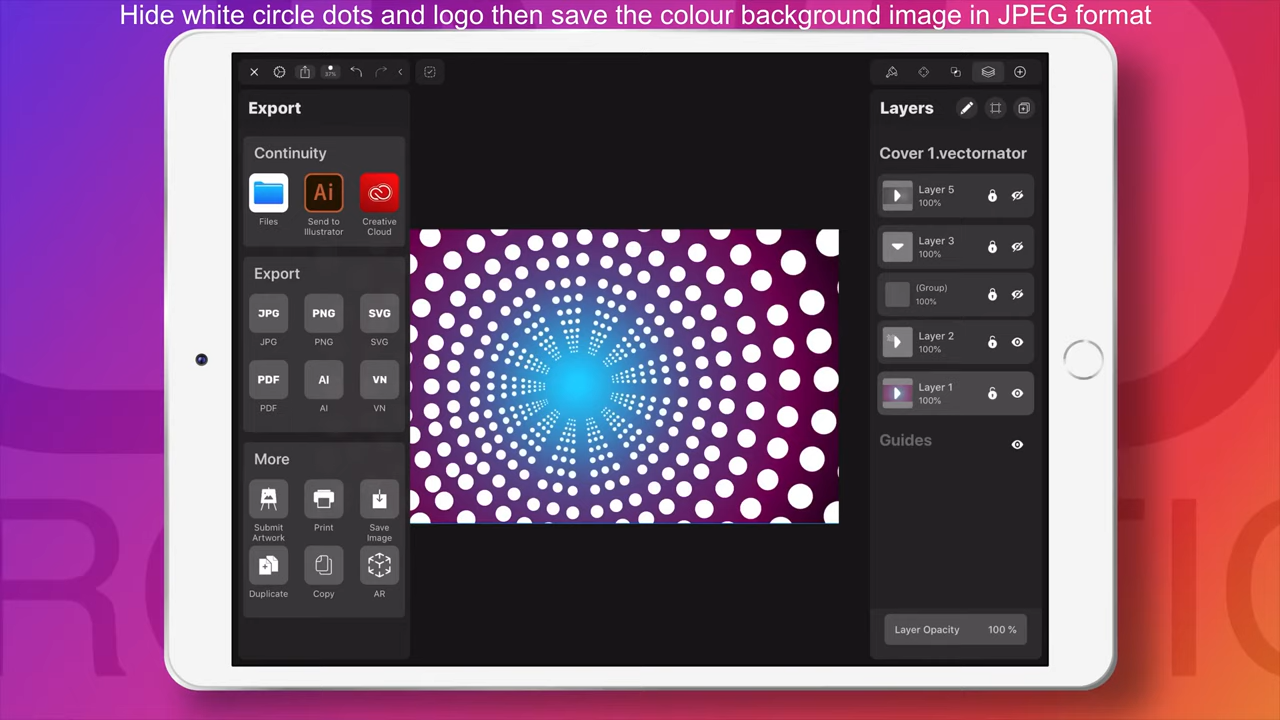 Hide white circle dots and logo then save the colour background image in JPEG format
37%
Export
Continuity
Files
Send to
Illustrator
Ai
Creative
Cloud
Export
JPG
PNG
SVG
JPG
PNG
SVG
PDF
AI
VN
PDF
AI
VN
More
Submit
Artwork
Print
Save
Image
Duplicate
Copy
AR
Layers
Cover 1.vectornator
Layer 5
100%
Layer 3
100%
(Group)
100%
Layer 2
100%
Layer 1
100%
Guides
Layer Opacity 100 %